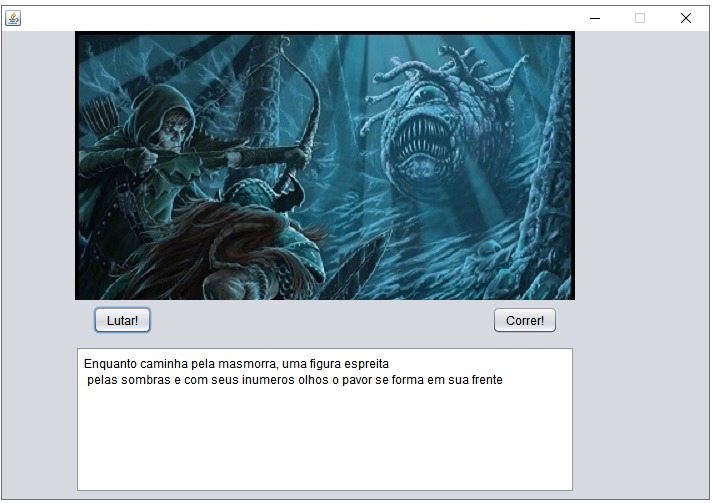 Lutar!
Correr!
Enquanto caminha pela masmorra, uma figura espreita
pelas sombras e com seus inumeros olhos o pavor se forma em sua frente